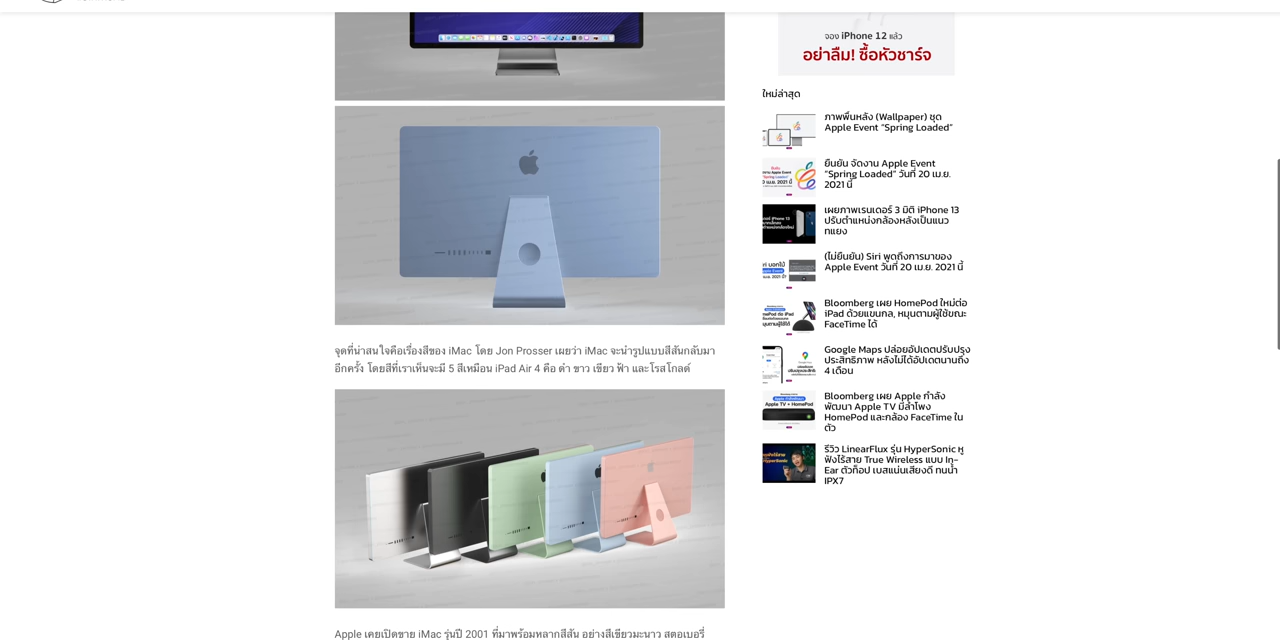 จุดที่น่าสนใจคือเรื่องสีของ iMac โดย Jon Prosser เผยว่า iMac จะนำรูปแบบสีสันกลับมา
อีกครั้ง โดยสีที่เราเห็นจะมี 5 สีเหมือน iPad Air 4 คือ ดำ ขาว เขียว ฟ้า และโรสโกลด์
Apple เคยเปิดขาย iMac รุ่นปี 2001 ที่มาพร้อมหลากสีสัน อย่างสีเขียวมะนาว สตอเบอรี่
จอง iPhone 12 แล้ว
อย่าลืม! ซื้อหัวชาร์จ
ใหม่ล่าสุด
ภาพพื้นหลัง (Wallpaper) ชุด
Apple Event “Spring Loaded”
ยืนยัน จัดงาน Apple Event
“Spring Loaded” วันที่ 20 เม.ย.
2021 นี้
เผยภาพเรนเดอร์ 3 มิติ iPhone 13
ปรับตำแหน่งกล้องหลังเป็นแนว
ทแยง
(ไม่ยืนยัน) Siri พูดถึงการมาของ
Apple Event วันที่ 20 เม.ย. 2021 นี้
Bloomberg เผย HomePod ใหม่ต่อ
iPad ด้วยแขนกล, หมุนตามผู้ใช้ขณะ
FaceTime ได้
Google Maps ปล่อยอัปเดตปรับปรุง
ประสิทธิภาพ หลังไม่ได้อัปเดตนานถึง
4 เดือน
Bloomberg เผย Apple กำลัง
พัฒนา Apple TV มีลำโพง
HomePod และกล้อง FaceTime ใน
ตัว
รีวิว LinearFlux รุ่น HyperSonic หู
ฟังไร้สาย True Wireless แบบ In-
Ear ตัวท็อป เบสแน่นเสียงดี ทนน้ำ
IPX7